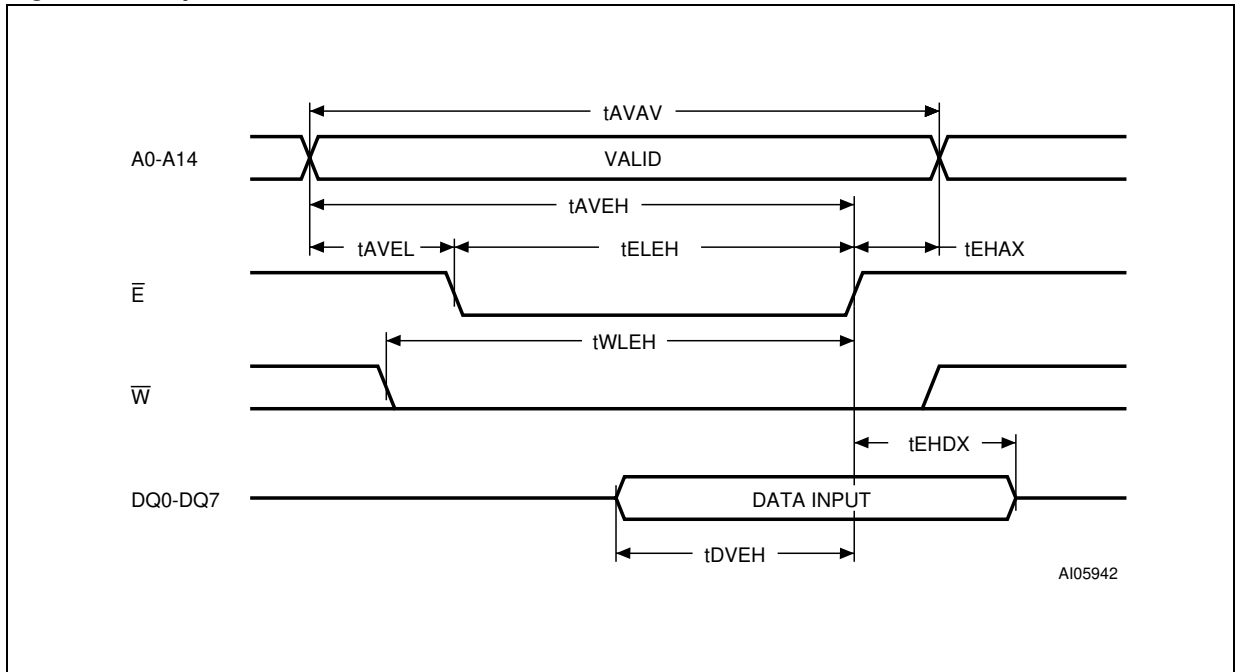 tAVAV
A0-A14
VALID
tAVEH
tAVEL
tELEH
tEHAX
E̅
tWLEH
W̅
tEHDX
DQ0-DQ7
DATA INPUT
tDVEH
AI05942